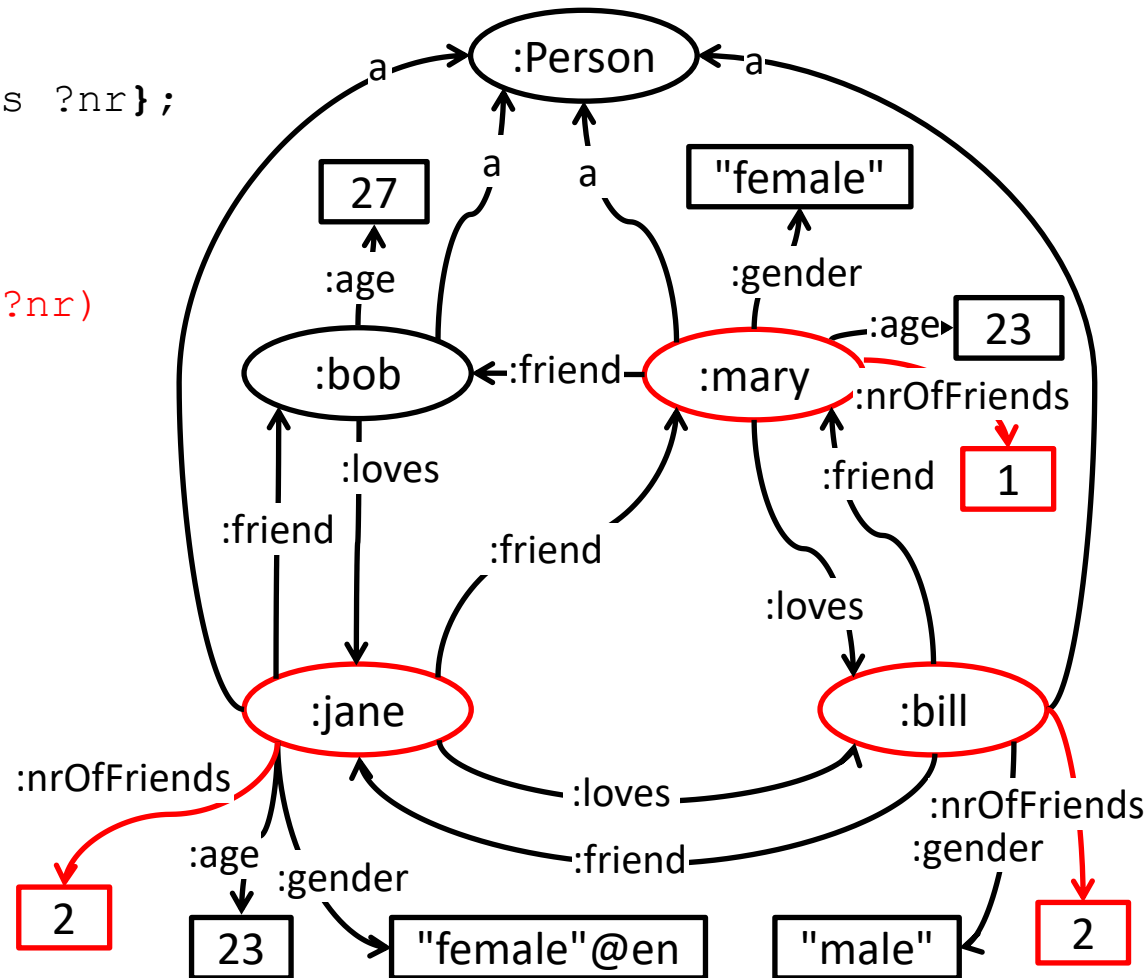 :Person
a
a
s ?nr};
a
a
"female"
27
:gender
:age
?nr)
:age
23
:bob
:friend
:mary
:nrOfFriends
:loves
:friend
1
:friend
:friend
:loves
:jane
:bill
:nrOfFriends
:loves
:nrOfFriends
:age
:friend
:gender
:gender
2
23
"female"@en
"male"
2